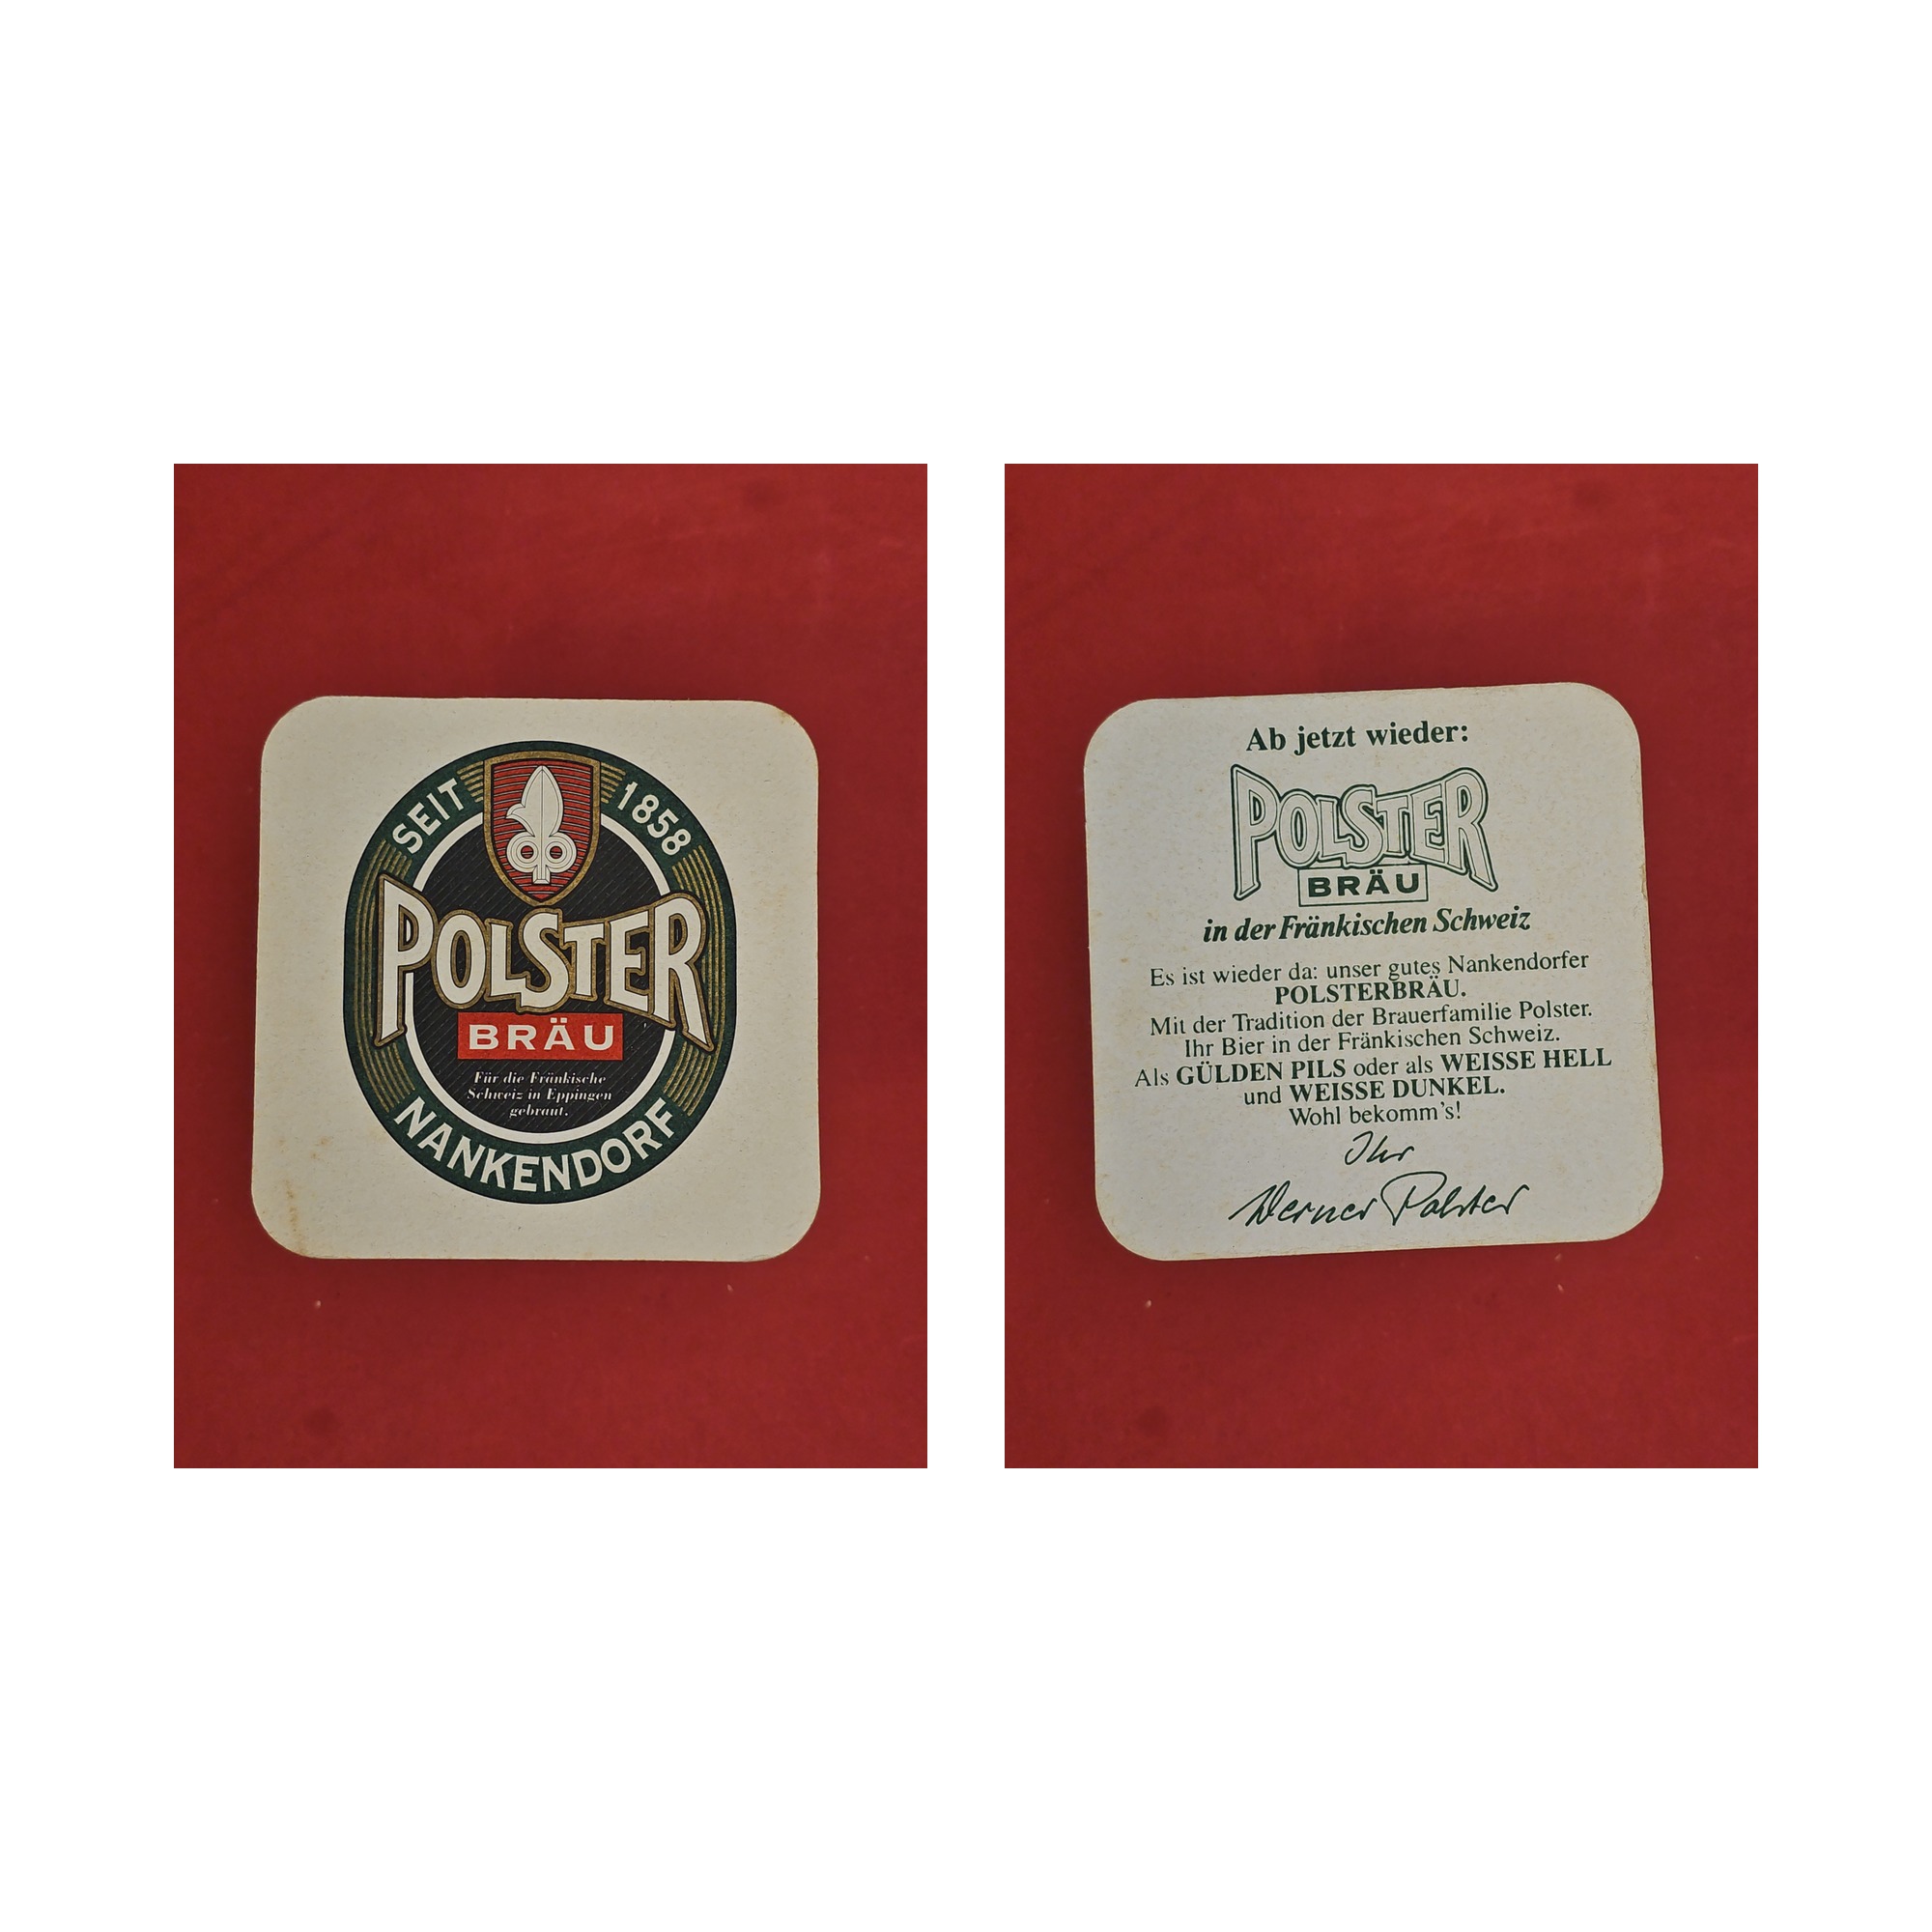 SEIT 1858
POLSTER
BRÄU
Für die Fränkische
Schweiz in Eppingen
gebraut.
NANKENDORF
Ab jetzt wieder:
POLSTER
BRÄU
in der Fränkischen Schweiz
Es ist wieder da: unser gutes Nankendorfer
POLSTERBRÄU.
Mit der Tradition der Brauerfamilie Polster.
Ihr Bier in der Fränkischen Schweiz.
Als GÜLDEN PILS oder als WEISSE HELL
und WEISSE DUNKEL.
Wohl bekomm's!
Ihr
Werner Polster